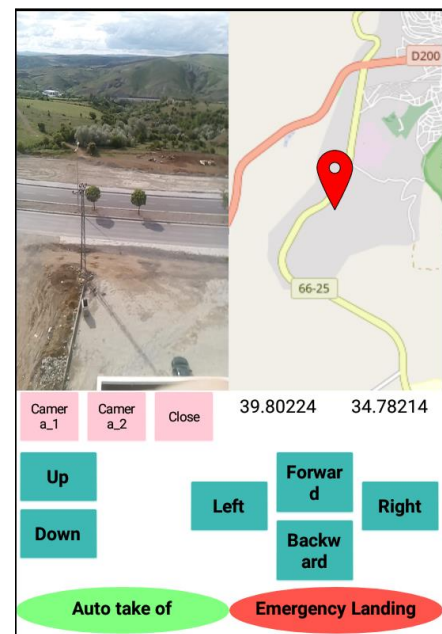 D200
66-25
Camer
a_1
Camer
a_2
Close
39.80224
34.78214
Up
Down
Left
Forwar
d
Backw
ard
Right
Auto take of
Emergency Landing